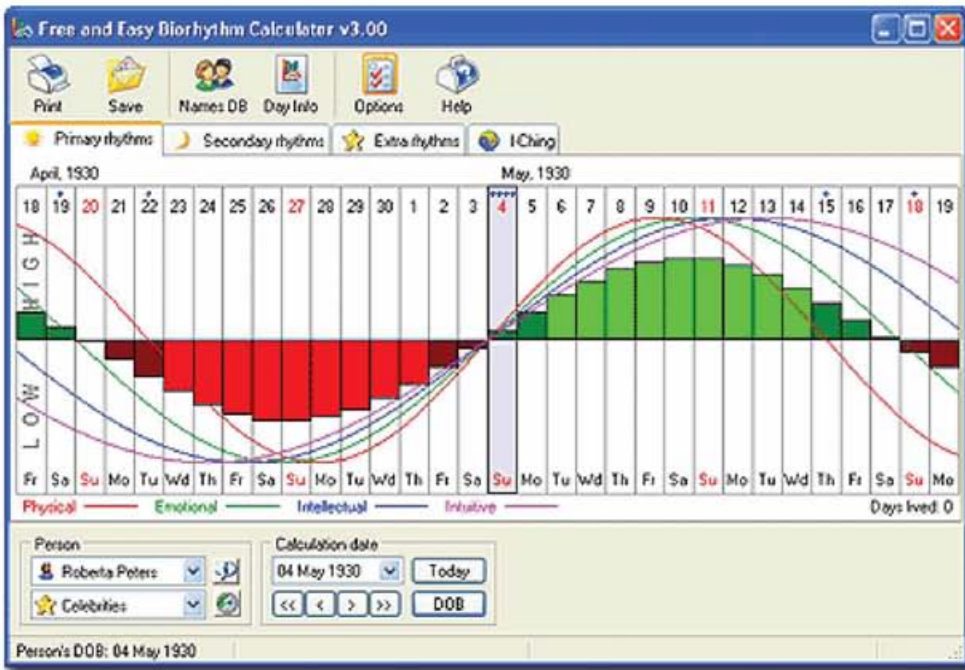 Free and Easy Biorhythm Calculator v3.00
Print Save Names DB Day Info Options Help
Primary rhythms Secondary rhythms Extra rhythms I-Ching
April, 1930 May, 1930
18 19 20 21 22 23 24 25 26 27 28 29 30 1 2 3 4 5 6 7 8 9 10 11 12 13 14 15 16 17 18 19
HIGH
LOW
Fr Sa Su Mo Tu Wd Th Fr Sa Su Mo Tu Wd Th Fr Sa Su Mo Tu Wd Th Fr Sa Su Mo Tu Wd Th Fr Sa Su Mo
Physical Emotional Intellectual Intuitive Days lived: 0
Person Calculation date
Roberta Peters 04 May 1930 Today
Celebrities << < > >> DOB
Person's DOB: 04 May 1930